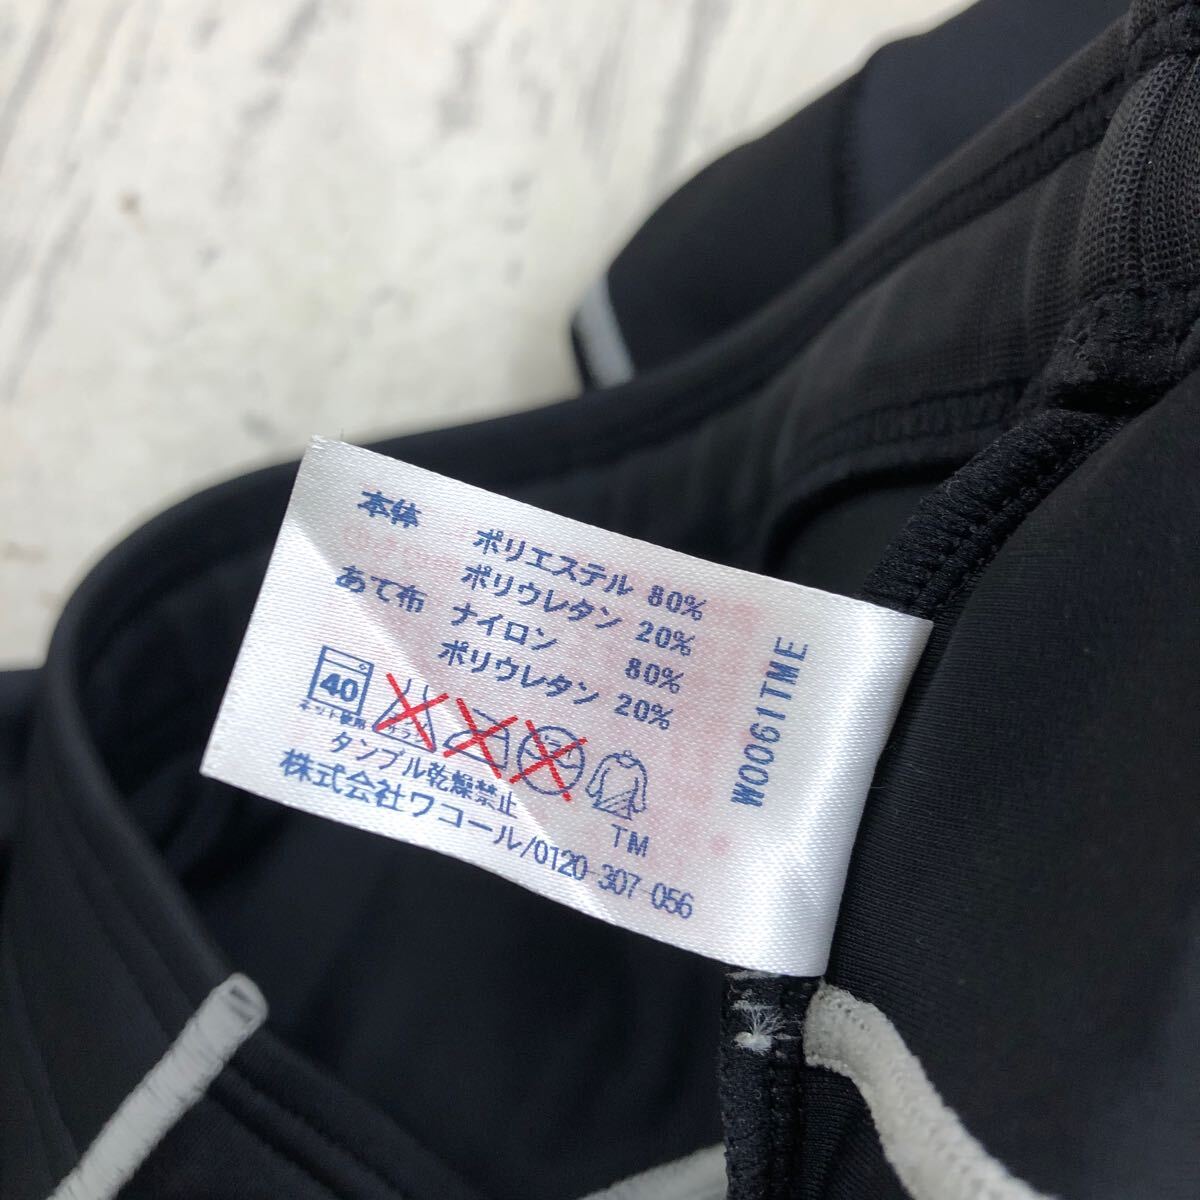 本体 ポリエステル 80%
ポリウレタン 20%
あて布 ナイロン 80%
ポリウレタン 20%
40
ネット使用
タンブル乾燥禁止
TM
株式会社ワコール/0120-307-056
W0061TME